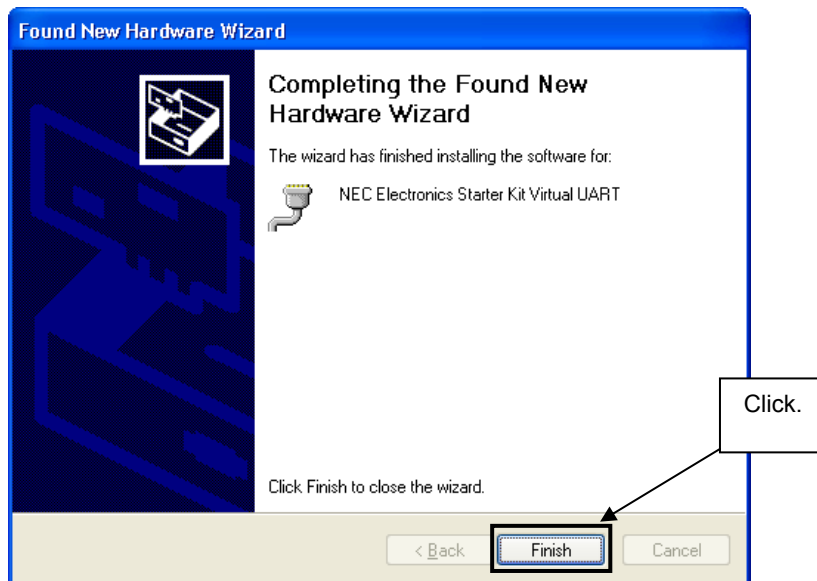 Found New Hardware Wizard
Completing the Found New
Hardware Wizard
The wizard has finished installing the software for:
NEC Electronics Starter Kit Virtual UART
Click.
Click Finish to close the wizard.
< Back Finish Cancel